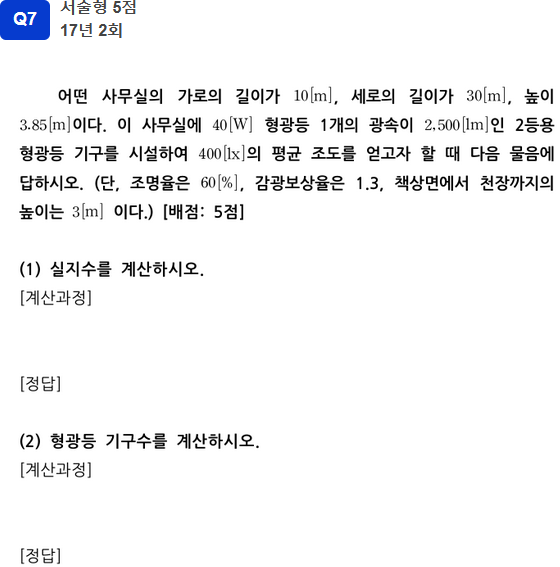 Q7
서술형 5점
17년 2회
어떤 사무실의 가로의 길이가 10[m], 세로의 길이가 30[m], 높이
3.85[m]이다. 이 사무실에 40[W] 형광등 1개의 광속이 2,500[lm]인 2등용
형광등 기구를 시설하여 400[lx]의 평균 조도를 얻고자 할 때 다음 물음에
답하시오. (단, 조명율은 60[%], 감광보상율은 1.3, 책상면에서 천장까지의
높이는 3[m] 이다.) [배점: 5점]
(1) 실지수를 계산하시오.
[계산과정]
[정답]
(2) 형광등 기구수를 계산하시오.
[계산과정]
[정답]